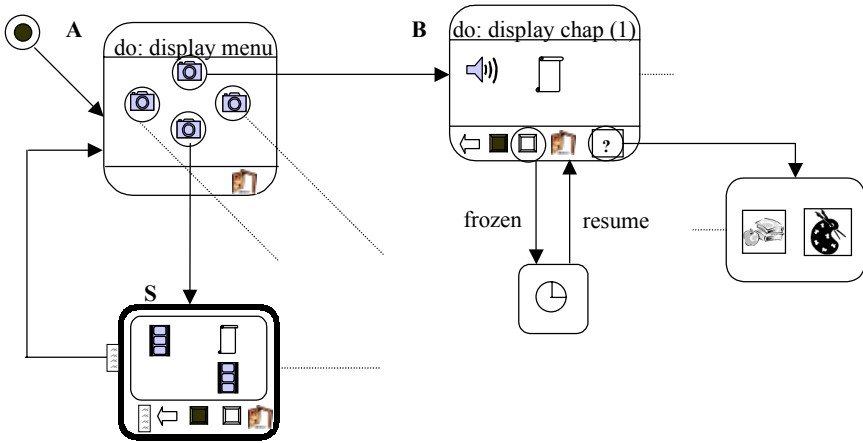 A
do: display menu
B
do: display chap (1)
?
frozen
resume
S